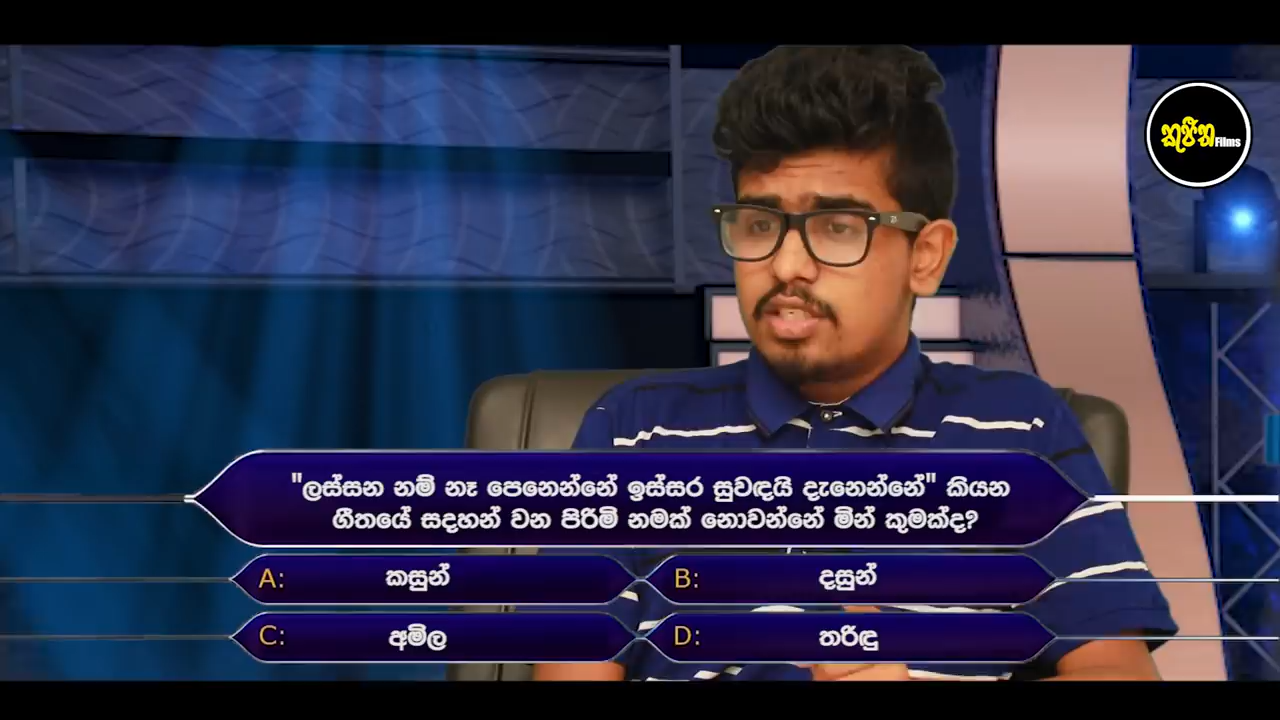 කුජීත
Films
"ලස්සන නම් නෑ පෙනෙන්නේ ඉස්සර සුවඳයි දැනෙන්නේ" කියන
ගීතයේ සදහන් වන පිරිමි නමක් නොවන්නේ මින් කුමක්ද?
A: කසුන්
B: දසුන්
C: අමිල
D: තරිඳු